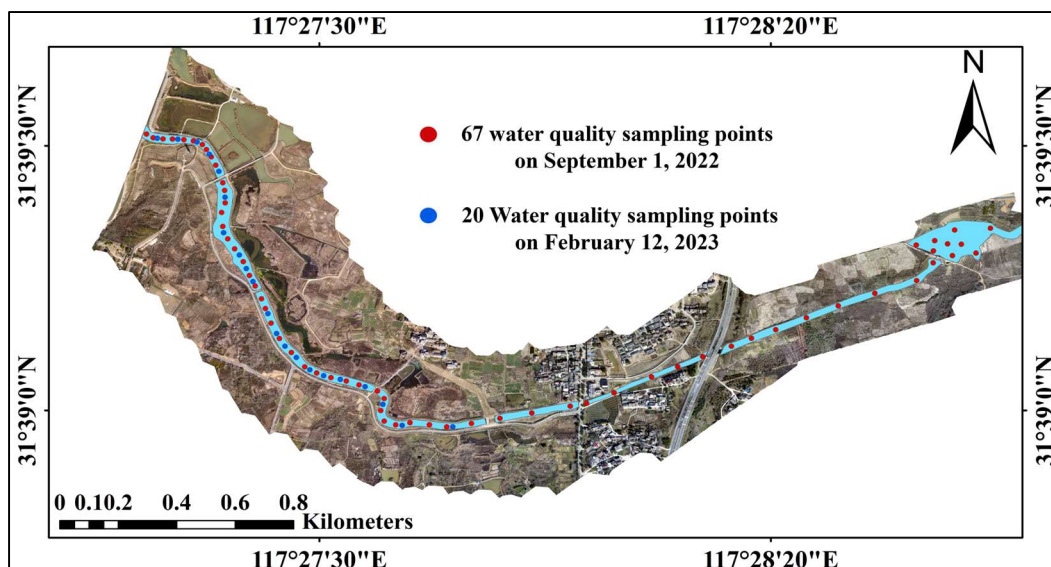 117°27'30"E
117°28'20"E
N
31°39'30"N
31°39'30"N
67 water quality sampling points
on September 1, 2022
20 Water quality sampling points
on February 12, 2023
31°39'0"N
31°39'0"N
0 0.1 0.2 0.4 0.6 0.8
Kilometers
117°27'30"E
117°28'20"E